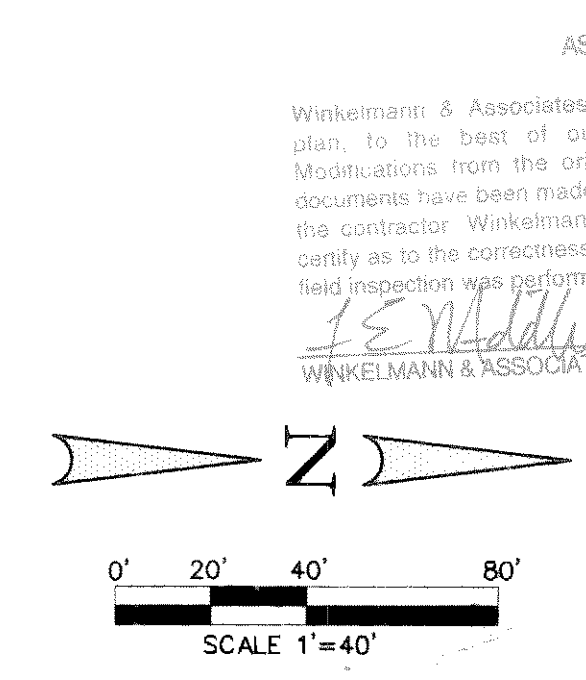 AS
Winkelmann & Associates
plan, to the best of ou
Modifications from the ori
documents have been made
the contractor Winkelman
certify as to the correctness
field inspection was perform
WINKELMANN & ASSOCIA
N
0' 20' 40' 80'
SCALE 1'=40'